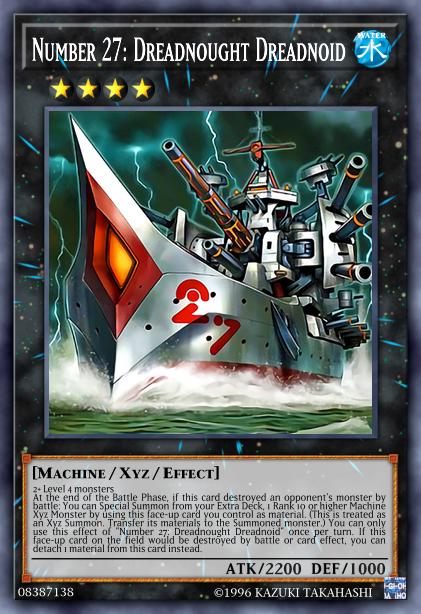 NUMBER 27: DREADNOUGHT DREADNOID
WATER
水
27
[MACHINE / XYZ / EFFECT]
2+ Level 4 monsters
At the end of the Battle Phase, if this card destroyed an opponent's monster by
battle: You can Special Summon from your Extra Deck, 1 Rank 10 or higher Machine
Xyz Monster by using this face-up card you control as material. (This is treated as
an Xyz Summon. Transfer its materials to the Summoned monster.) You can only
use this effect of "Number 27: Dreadnought Dreadnoid" once per turn. If this
face-up card on the field would be destroyed by battle or card effect, you can
detach 1 material from this card instead.
ATK/2200 DEF/1000
08387138
©1996 KAZUKI TAKAHASHI